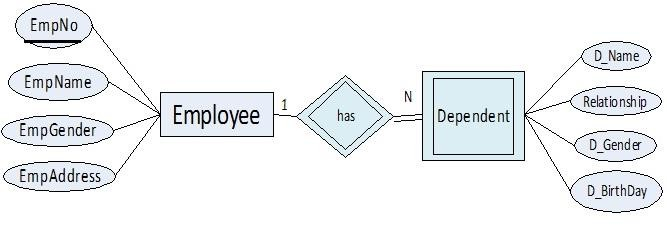 EmpNo
EmpName
EmpGender
EmpAddress
Employee
1
has
N
Dependent
D_Name
Relationship
D_Gender
D_BirthDay